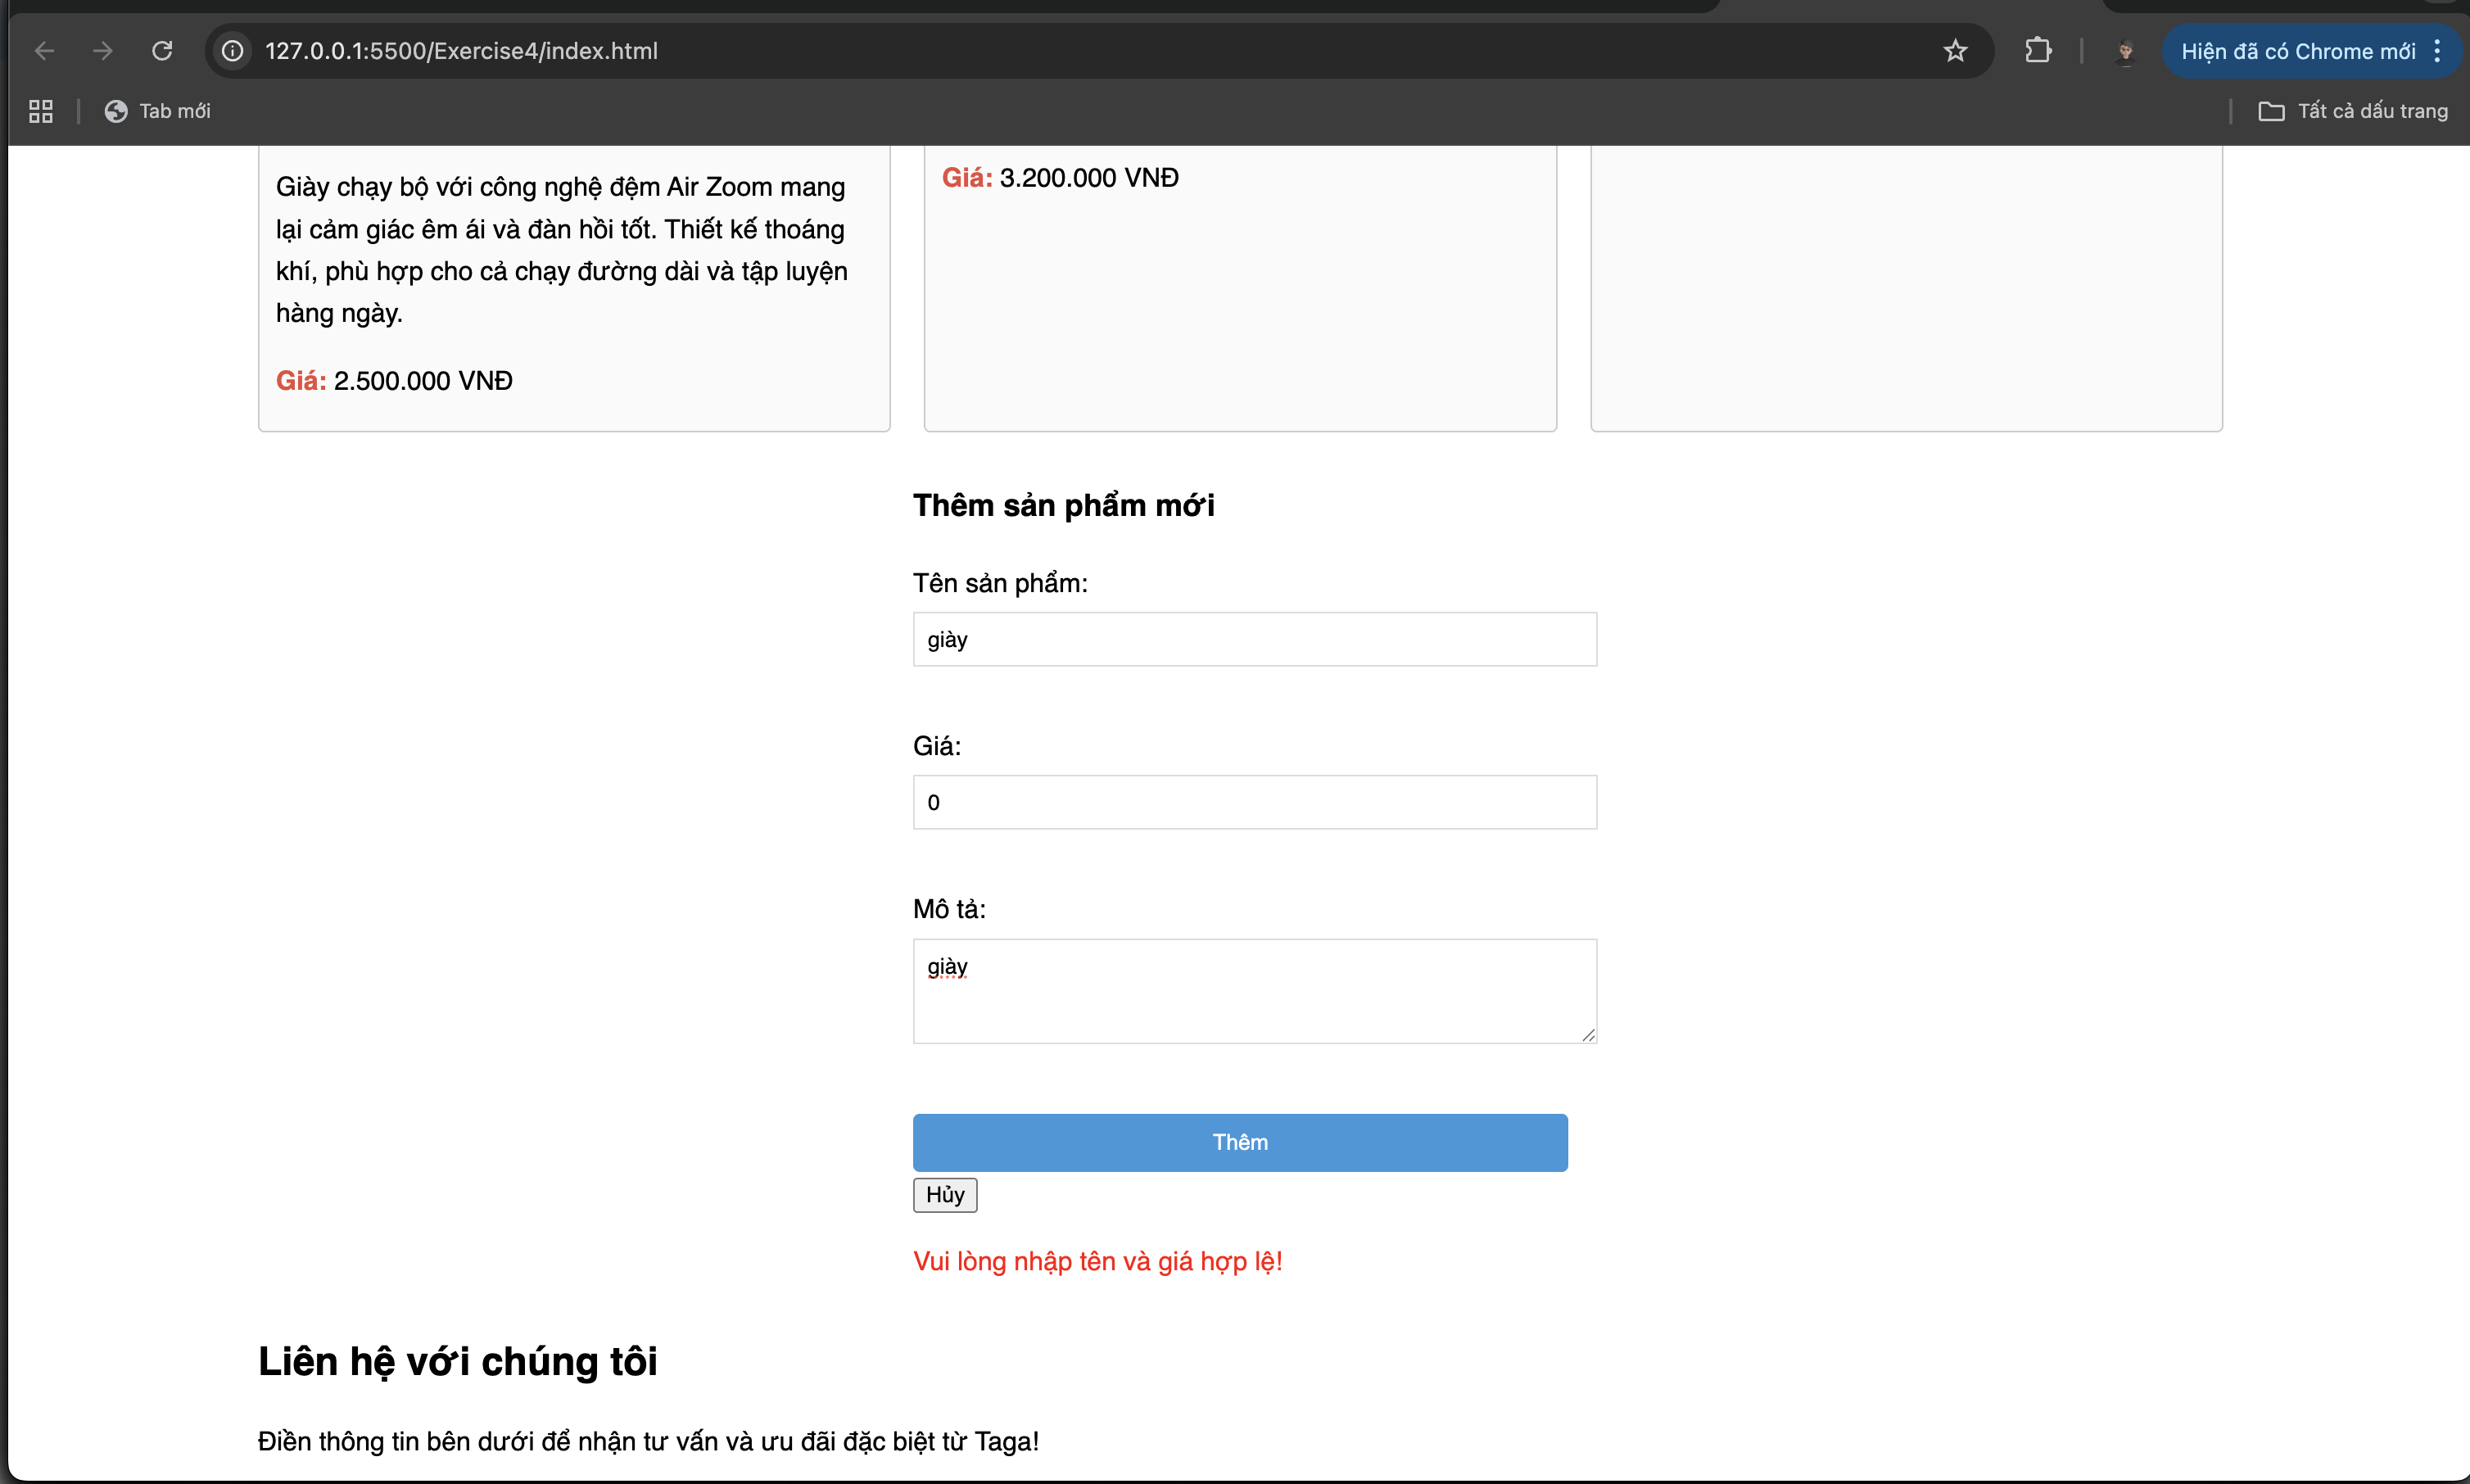 127.0.0.1:5500/Exercise4/index.html
Hiện đã có Chrome mới
Tab mới
Tất cả dấu trang
Giày chạy bộ với công nghệ đệm Air Zoom mang
lại cảm giác êm ái và đàn hồi tốt. Thiết kế thoáng
khí, phù hợp cho cả chạy đường dài và tập luyện
hàng ngày.
Giá: 2.500.000 VNĐ
Giá: 3.200.000 VNĐ
Thêm sản phẩm mới
Tên sản phẩm:
giày
Giá:
0
Mô tả:
giày
Thêm
Hủy
Vui lòng nhập tên và giá hợp lệ!
Liên hệ với chúng tôi
Điền thông tin bên dưới để nhận tư vấn và ưu đãi đặc biệt từ Taga!